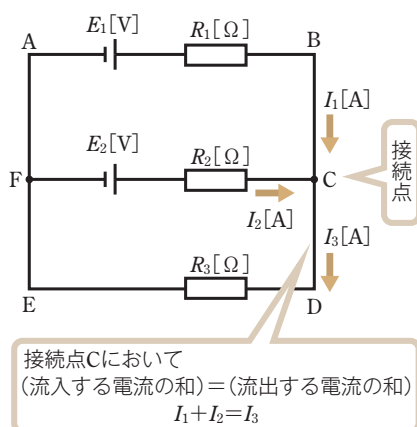 E₁[V]
R₁[Ω]
A
B
I₁[A]
E₂[V]
R₂[Ω]
F
C
接続点
I₂[A]
I₃[A]
R₃[Ω]
E
D
接続点Cにおいて
(流入する電流の和)=(流出する電流の和)
I₁+I₂=I₃